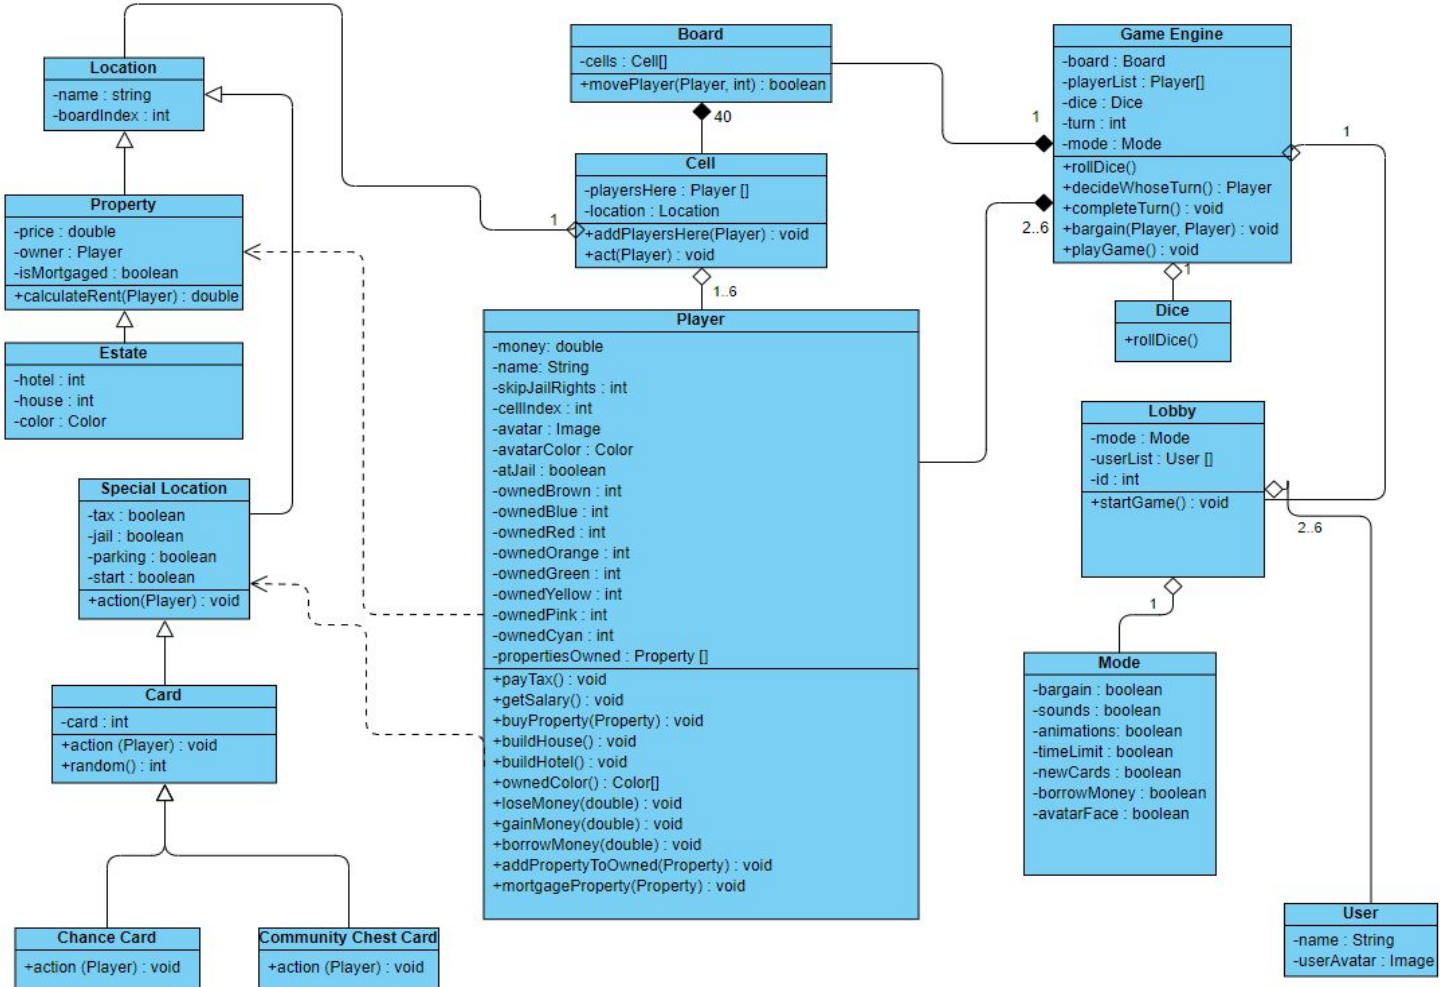 Location
-name : string
-boardIndex : int
Property
-price : double
-owner : Player
-isMortgaged : boolean
+calculateRent(Player) : double
Estate
-hotel : int
-house : int
-color : Color
Special Location
-tax : boolean
-jail : boolean
-parking : boolean
-start : boolean
+action(Player) : void
Card
-card : int
+action (Player) : void
+random() : int
Chance Card
+action (Player) : void
Community Chest Card
+action (Player) : void
Board
-cells : Cell[]
+movePlayer(Player, int) : boolean
40
Cell
-playersHere : Player []
-location : Location
+addPlayersHere(Player) : void
+act(Player) : void
1
1..6
Player
-money: double
-name: String
-skipJailRights : int
-cellIndex : int
-avatar : Image
-avatarColor : Color
-atJail : boolean
-ownedBrown : int
-ownedBlue : int
-ownedRed : int
-ownedOrange : int
-ownedGreen : int
-ownedYellow : int
-ownedPink : int
-ownedCyan : int
-propertiesOwned : Property []
+payTax() : void
+getSalary() : void
+buyProperty(Property) : void
+buildHouse() : void
+buildHotel() : void
+ownedColor() : Color[]
+loseMoney(double) : void
+gainMoney(double) : void
+borrowMoney(double) : void
+addPropertyToOwned(Property) : void
+mortgageProperty(Property) : void
Game Engine
-board : Board
-playerList : Player[]
-dice : Dice
-turn : int
-mode : Mode
+rollDice()
+decideWhoseTurn() : Player
+completeTurn() : void
+bargain(Player, Player) : void
+playGame() : void
1
2..6
1
1
Dice
+rollDice()
Lobby
-mode : Mode
-userList : User []
-id : int
+startGame() : void
2..6
1
Mode
-bargain : boolean
-sounds : boolean
-animations: boolean
-timeLimit : boolean
-newCards : boolean
-borrowMoney : boolean
-avatarFace : boolean
User
-name : String
-userAvatar : Image